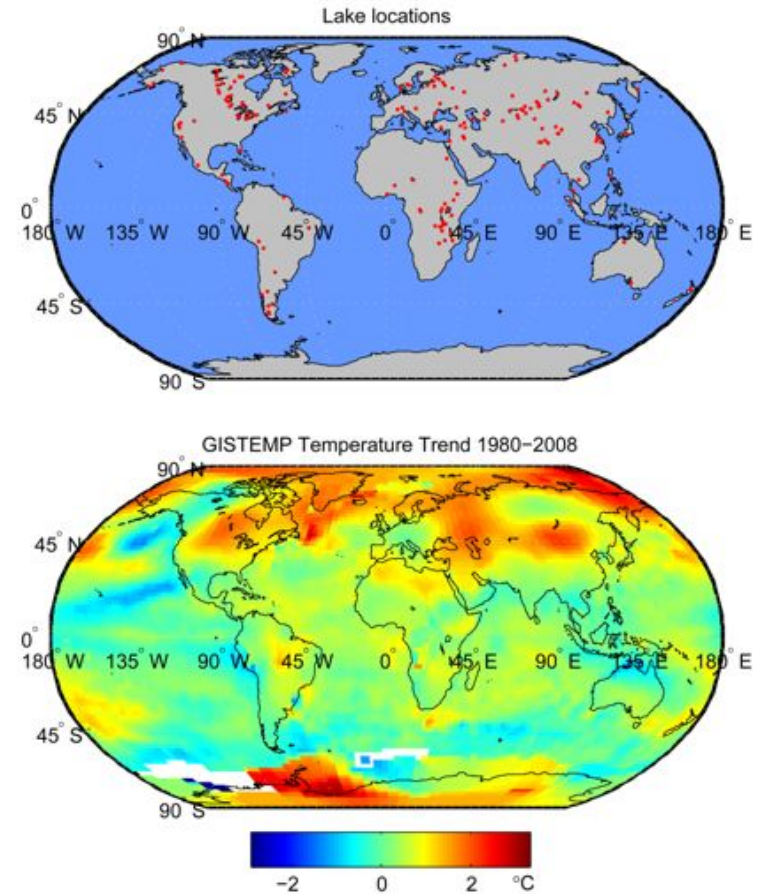 Lake locations
90° N
45° N
0°
180° W 135° W 90° W 45° W 0° 45° E 90° E 135° E 180° E
45° S
90 S
GISTEMP Temperature Trend 1980−2008
90° N
45° N
0°
180° W 135° W 90° W 45° W 0° 45° E 90° E 135° E 180° E
45° S
90° S
−2 0 2 °C